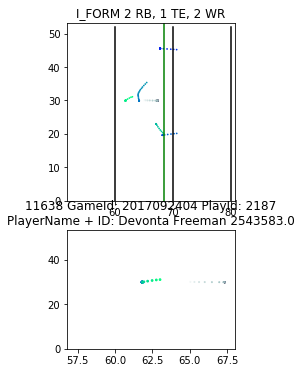 I_FORM 2 RB, 1 TE, 2 WR
50
40
30
20
10
0
60 70 80
11638 GameId: 2017092404 PlayId: 2187
PlayerName + ID: Devonta Freeman 2543583.0
40
20
0
57.5 60.0 62.5 65.0 67.5